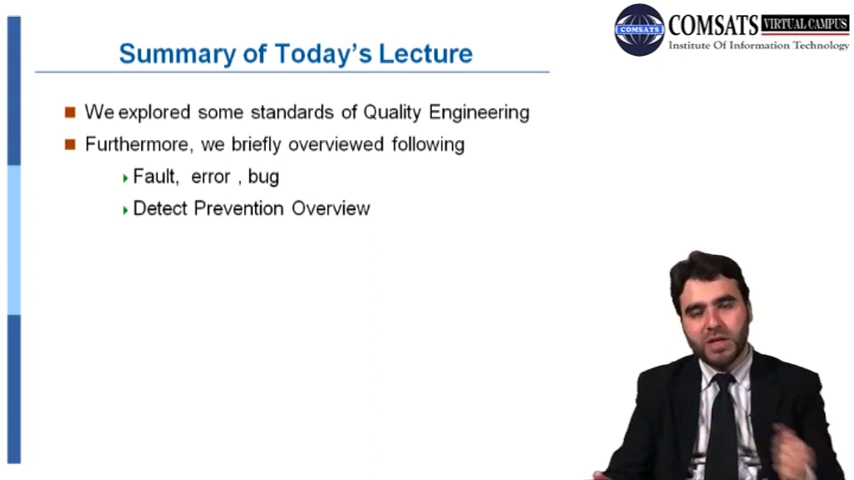 Summary of Today's Lecture
COMSATS
COMSATS VIRTUAL CAMPUS
Institute Of Information Technology
We explored some standards of Quality Engineering
Furthermore, we briefly overviewed following
Fault, error , bug
Detect Prevention Overview